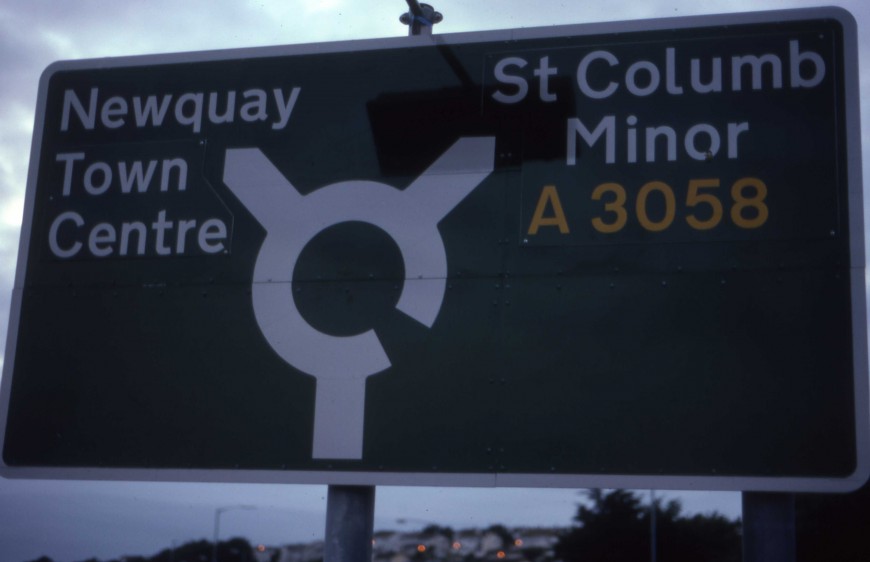 Newquay
Town
Centre
St Columb
Minor
A 3058